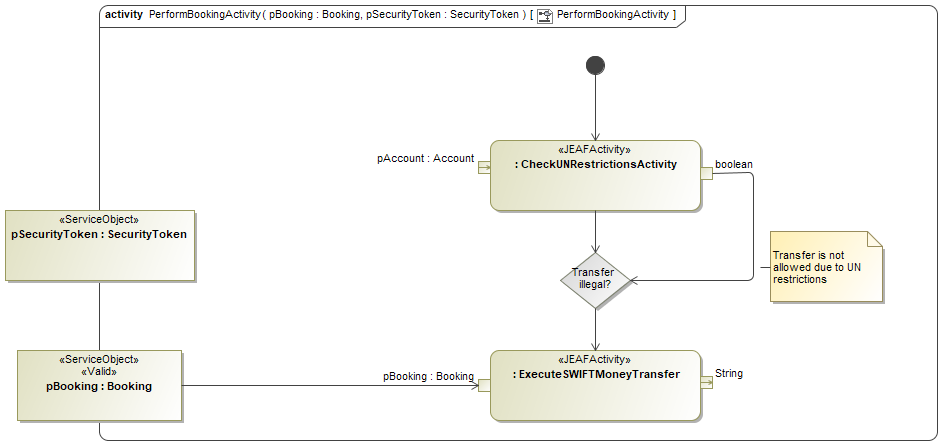 activity PerformBookingActivity( pBooking : Booking, pSecurityToken : SecurityToken ) [ PerformBookingActivity ]
«JEAFActivity»
: CheckUNRestrictionsActivity
pAccount : Account
boolean
«ServiceObject»
pSecurityToken : SecurityToken
Transfer is not
allowed due to UN
restrictions
Transfer
illegal?
«ServiceObject»
«Valid»
pBooking : Booking
pBooking : Booking
«JEAFActivity»
: ExecuteSWIFTMoneyTransfer
String